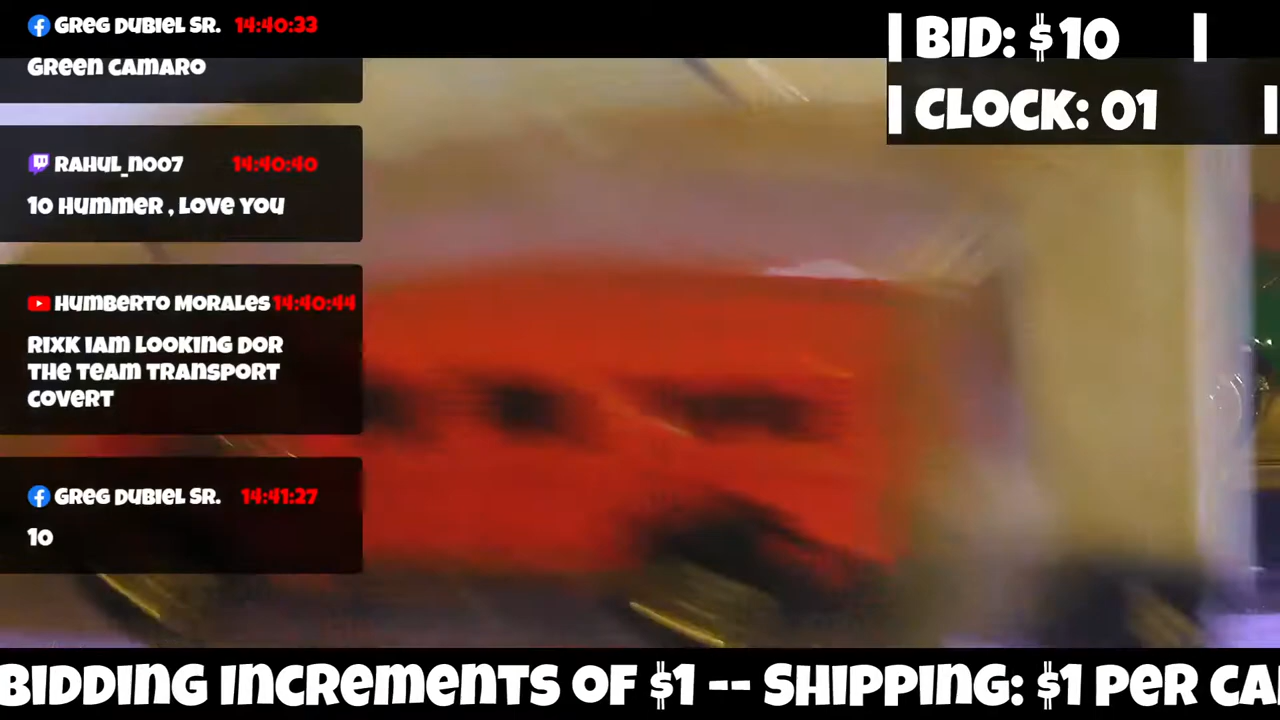 Greg Dubiel Sr. 14:40:33
Green Camaro
Rahul_n007 14:40:40
10 Hummer , Love you
Humberto Morales 14:40:44
Rixk iam looking dor
the team transport
covert
Greg Dubiel Sr. 14:41:27
10
| BID: $10 |
| CLOCK: 01 |
BIDDING INCREMENTS OF $1 -- SHIPPING: $1 PER CA